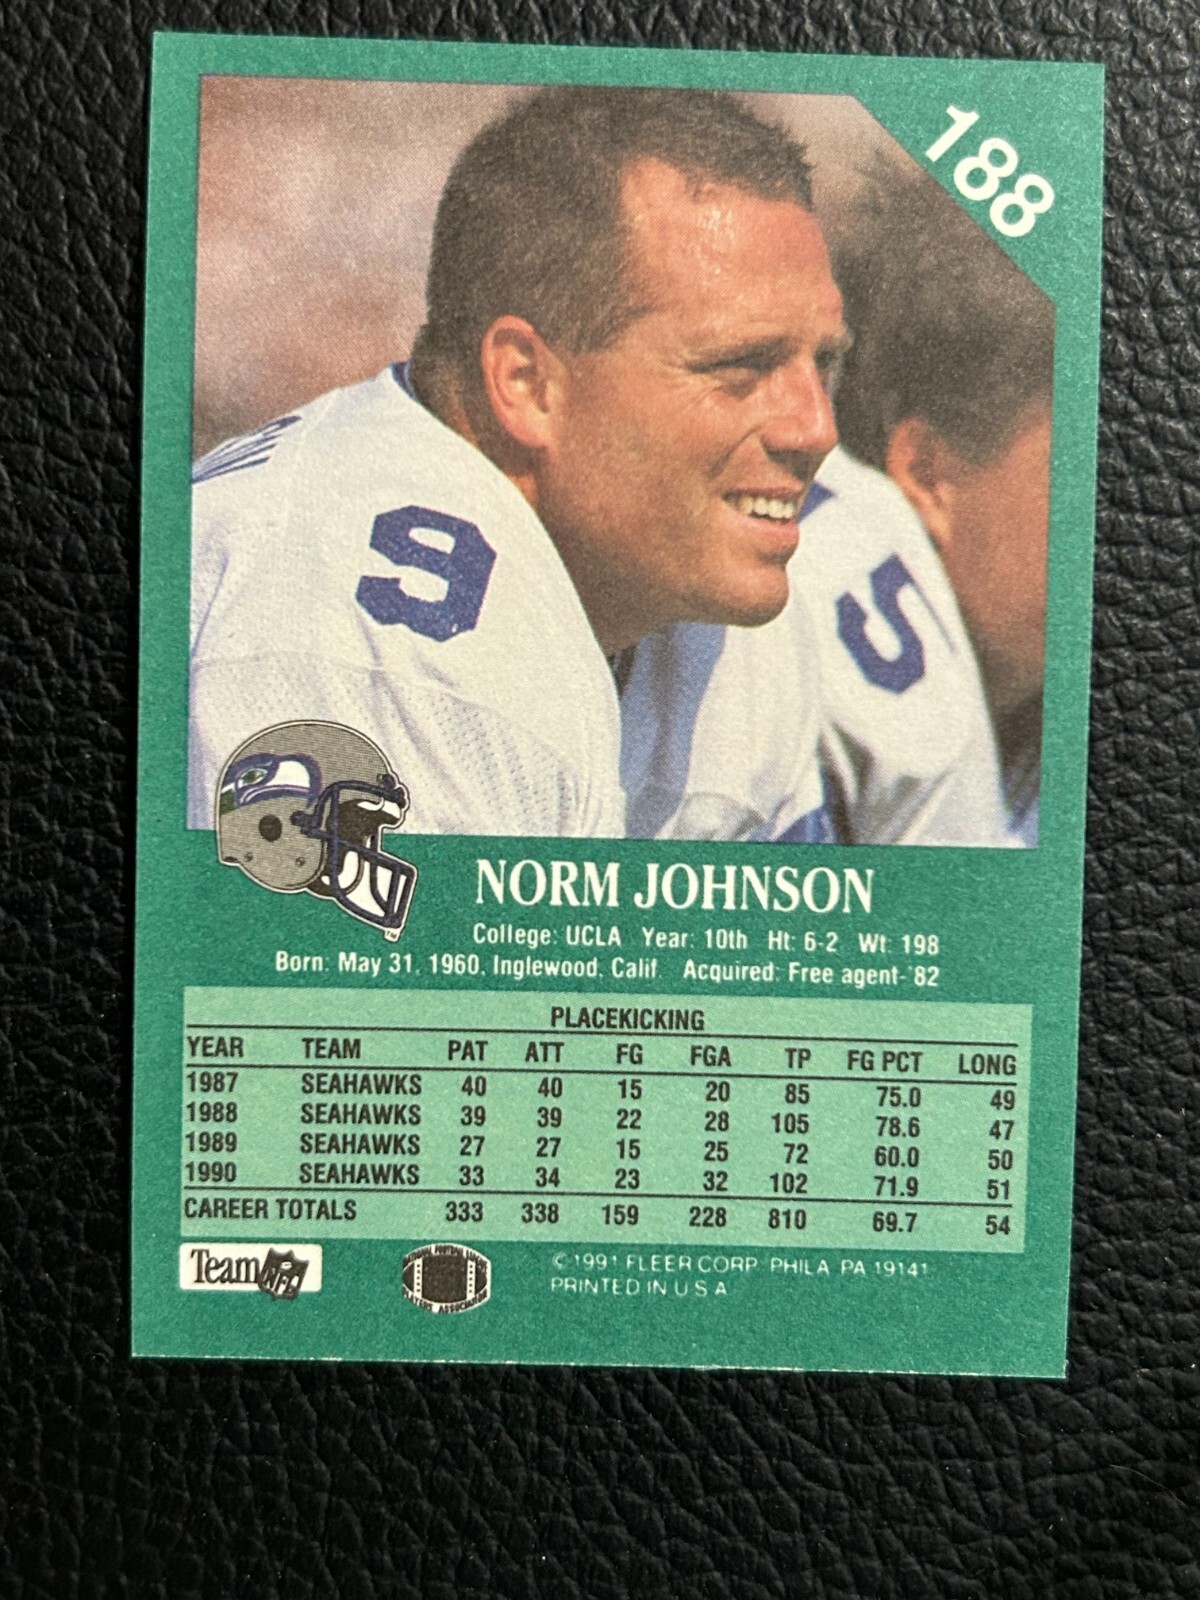 188
9
5
NORM JOHNSON
College: UCLA Year: 10th Ht: 6-2 Wt: 198
Born: May 31, 1960, Inglewood, Calif. Acquired: Free agent-'82
PLACEKICKING
YEAR TEAM PAT ATT FG FGA TP FG PCT LONG
1987 SEAHAWKS 40 40 15 20 85 75.0 49
1988 SEAHAWKS 39 39 22 28 105 78.6 47
1989 SEAHAWKS 27 27 15 25 72 60.0 50
1990 SEAHAWKS 33 34 23 32 102 71.9 51
CAREER TOTALS 333 338 159 228 810 69.7 54
Team NFL
NATIONAL FOOTBALL LEAGUE
PLAYERS ASSOCIATION
© 1991 FLEER CORP. PHILA. PA 19141
PRINTED IN U.S.A.